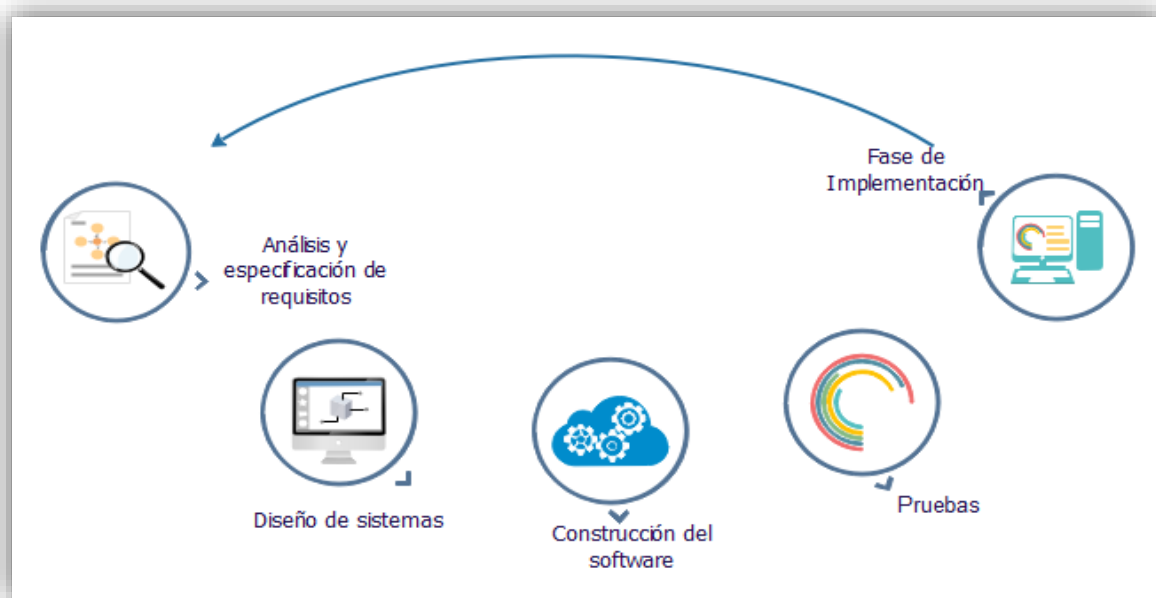 Fase de
Implementación
Análisis y
especificación de
requisitos
Diseño de sistemas
Construcción del
software
Pruebas